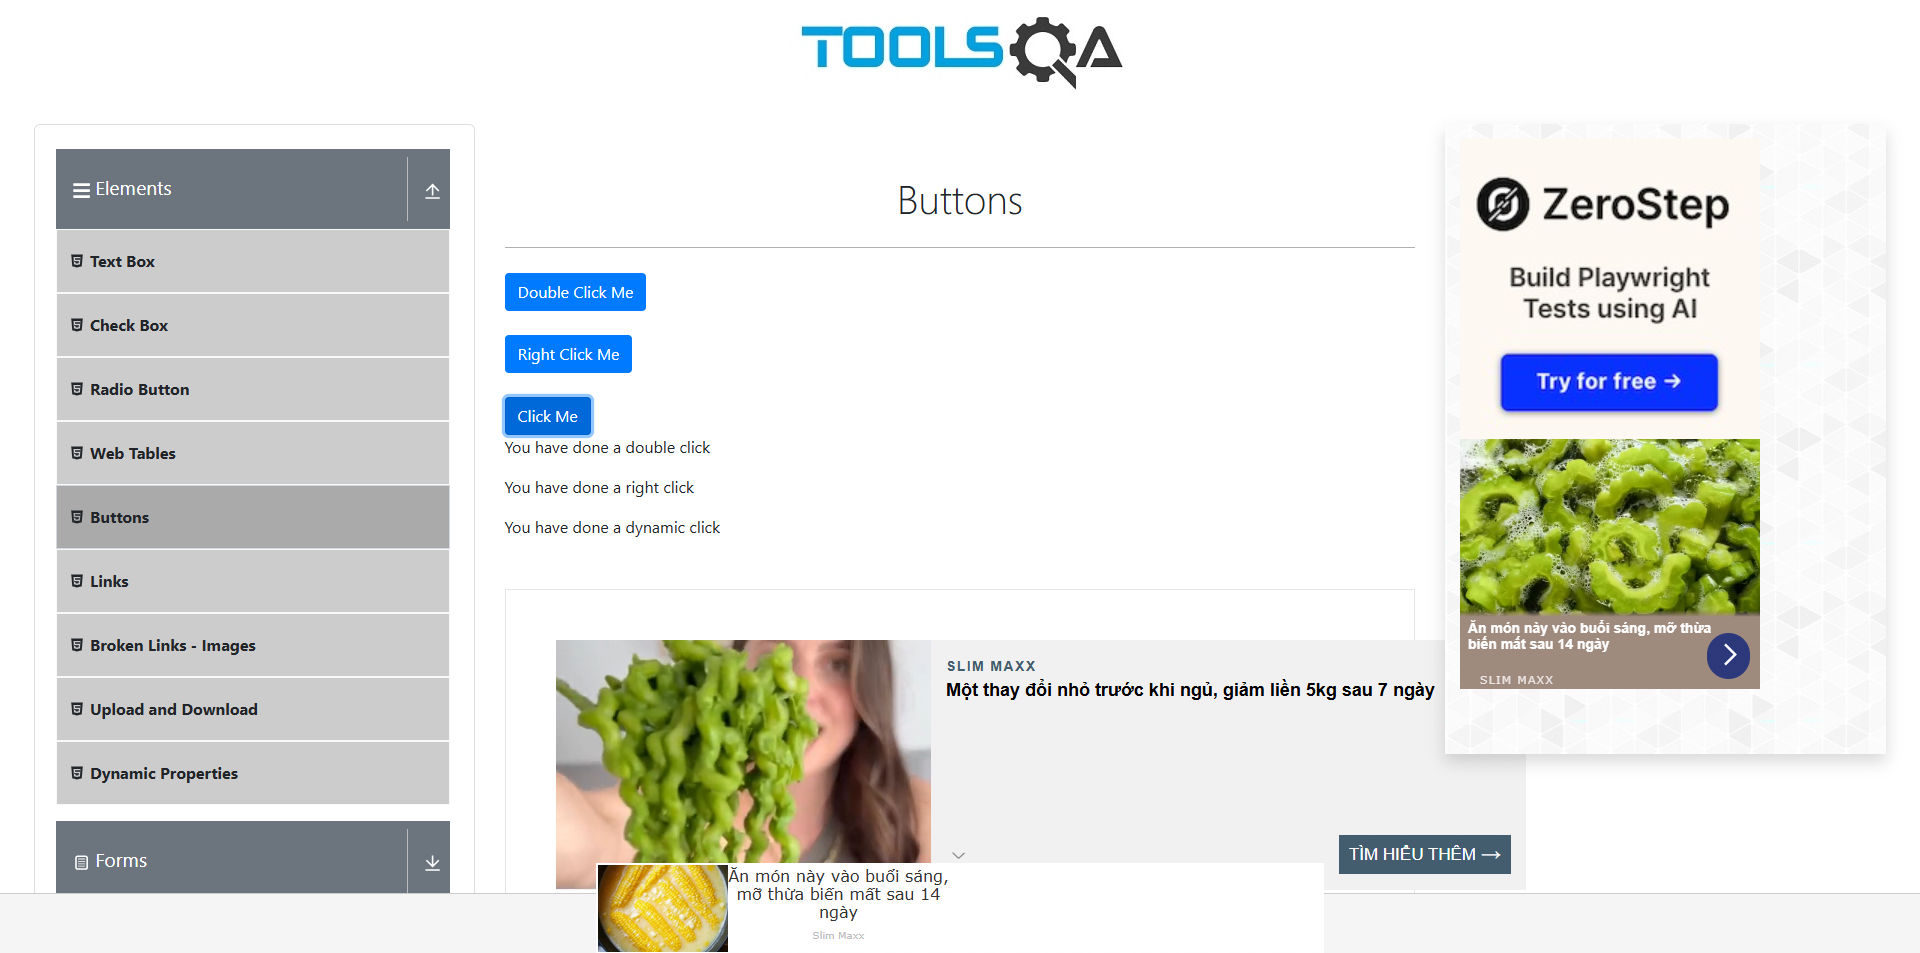 TOOLSQA
Elements
Text Box
Check Box
Radio Button
Web Tables
Buttons
Links
Broken Links - Images
Upload and Download
Dynamic Properties
Forms
Buttons
Double Click Me
Right Click Me
Click Me
You have done a double click
You have done a right click
You have done a dynamic click
SLIM MAXX
Một thay đổi nhỏ trước khi ngủ, giảm liền 5kg sau 7 ngày
TÌM HIỂU THÊM →
ZeroStep
Build Playwright
Tests using AI
Try for free →
Ăn món này vào buổi sáng, mỡ thừa
biến mất sau 14 ngày
SLIM MAXX
Ăn món này vào buổi sáng,
mỡ thừa biến mất sau 14
ngày
Slim Maxx